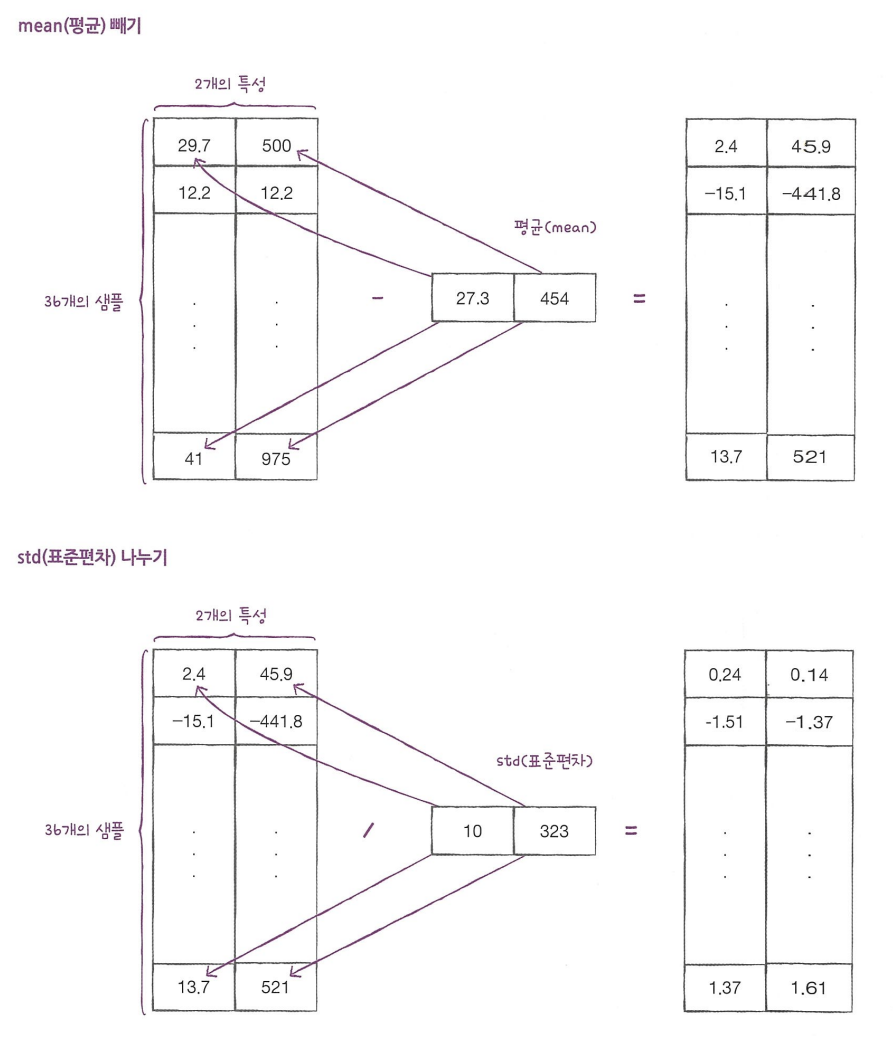 mean(평균) 빼기
2개의 특성
29.7 500
12.2 12.2
36개의 샘플
41 975
-
평균(mean)
27.3 454
=
2.4 45.9
-15.1 -441.8
13.7 521
std(표준편차) 나누기
2개의 특성
2.4 45.9
-15.1 -441.8
36개의 샘플
13.7 521
/
std(표준편차)
10 323
=
0.24 0.14
-1.51 -1.37
1.37 1.61